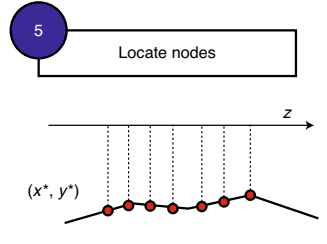 5
Locate nodes
z
(x*, y*)